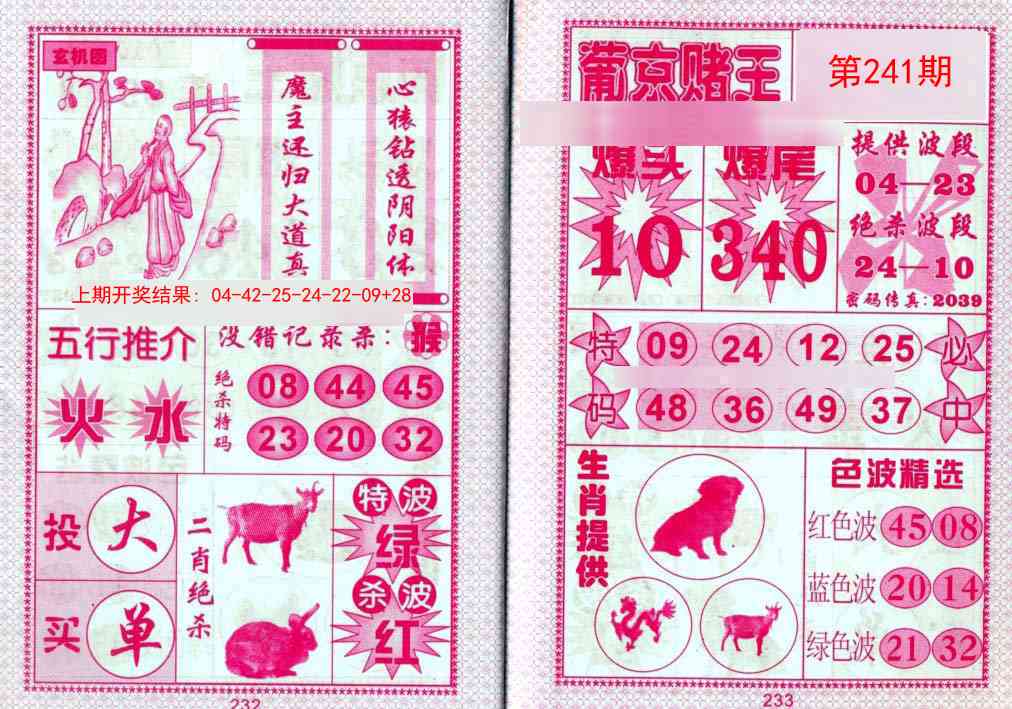 玄机图
魔主还归大道真
心猿钻透阴阳体
上期开奖结果：04-42-25-24-22-09+28
五行推介
火 水
没错记录杀：猴
绝杀特码
08 44 45
23 20 32
投 大
买 单
二肖绝杀
特波
绿
杀波
红
232
葡京赌王
第241期
爆头
10
爆尾
340
提供波段
04—23
绝杀波段
24—10
密码传真：2039
特码
09 24 12 25
48 36 49 37
必中
生肖提供
色波精选
红色波 45 08
蓝色波 20 14
绿色波 21 32
233